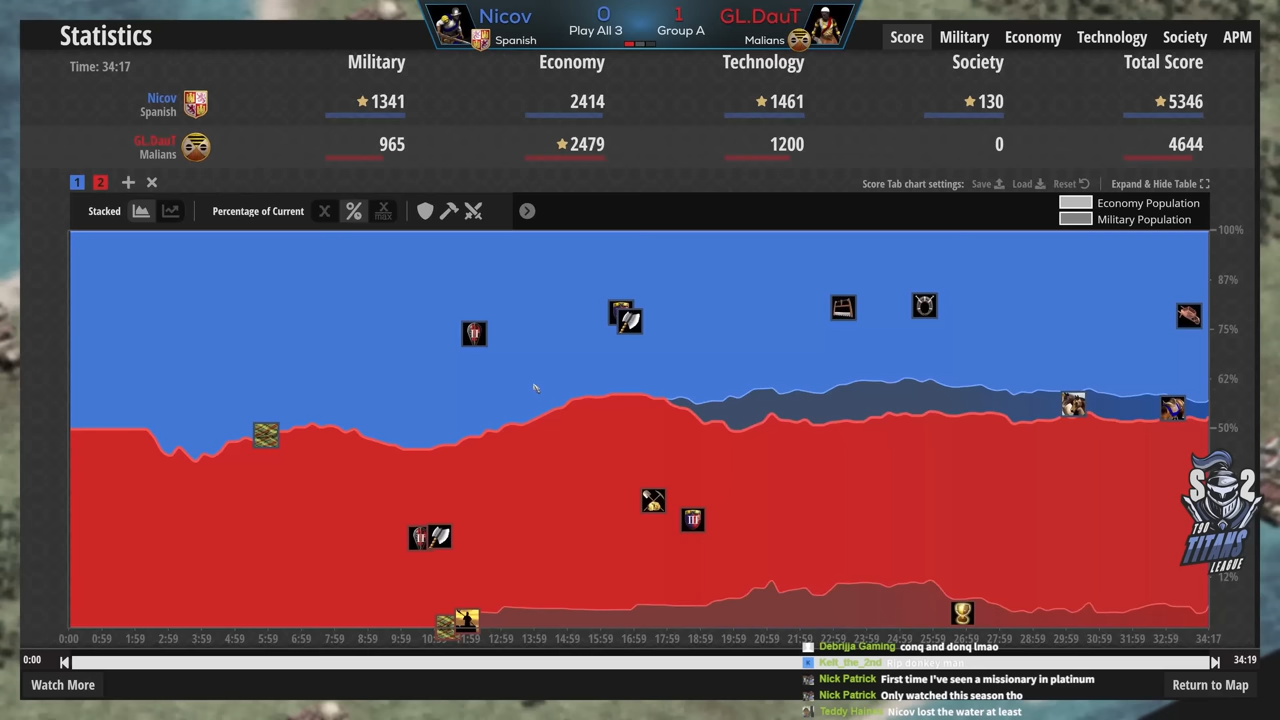 Nicov 0 1 GL.DauT
Spanish Play All 3 Group A Malians
Statistics
Score Military Economy Technology Society APM
Time: 34:17 Military Economy Technology Society Total Score
Nicov 1341 2414 1461 130 5346
Spanish
GL.DauT 965 2479 1200 0 4644
Malians
1 2 Score Tab chart settings: Save Load Reset Expand & Hide Table
Stacked Percentage of Current X % X max
Economy Population
Military Population
100%
87%
75%
62%
50%
12%
S 2
T90
TITANS
LEAGUE
0:00 0:59 1:59 2:59 3:59 4:59 5:59 6:59 7:59 8:59 9:59 11:59 12:59 13:59 14:59 15:59 16:59 17:59 18:59 19:59 20:59 21:59 22:59 23:59 24:59 25:59 26:59 27:59 28:59 29:59 30:59 31:59 32:59 34:17
0:00 34:19
Debrijja Gaming conq and donq lmao
Kelt_the_2nd Rip donkey man
Nick Patrick First time I've seen a missionary in platinum
Nick Patrick Only watched this season tho
Teddy Nicov lost the water at least
Watch More Return to Map